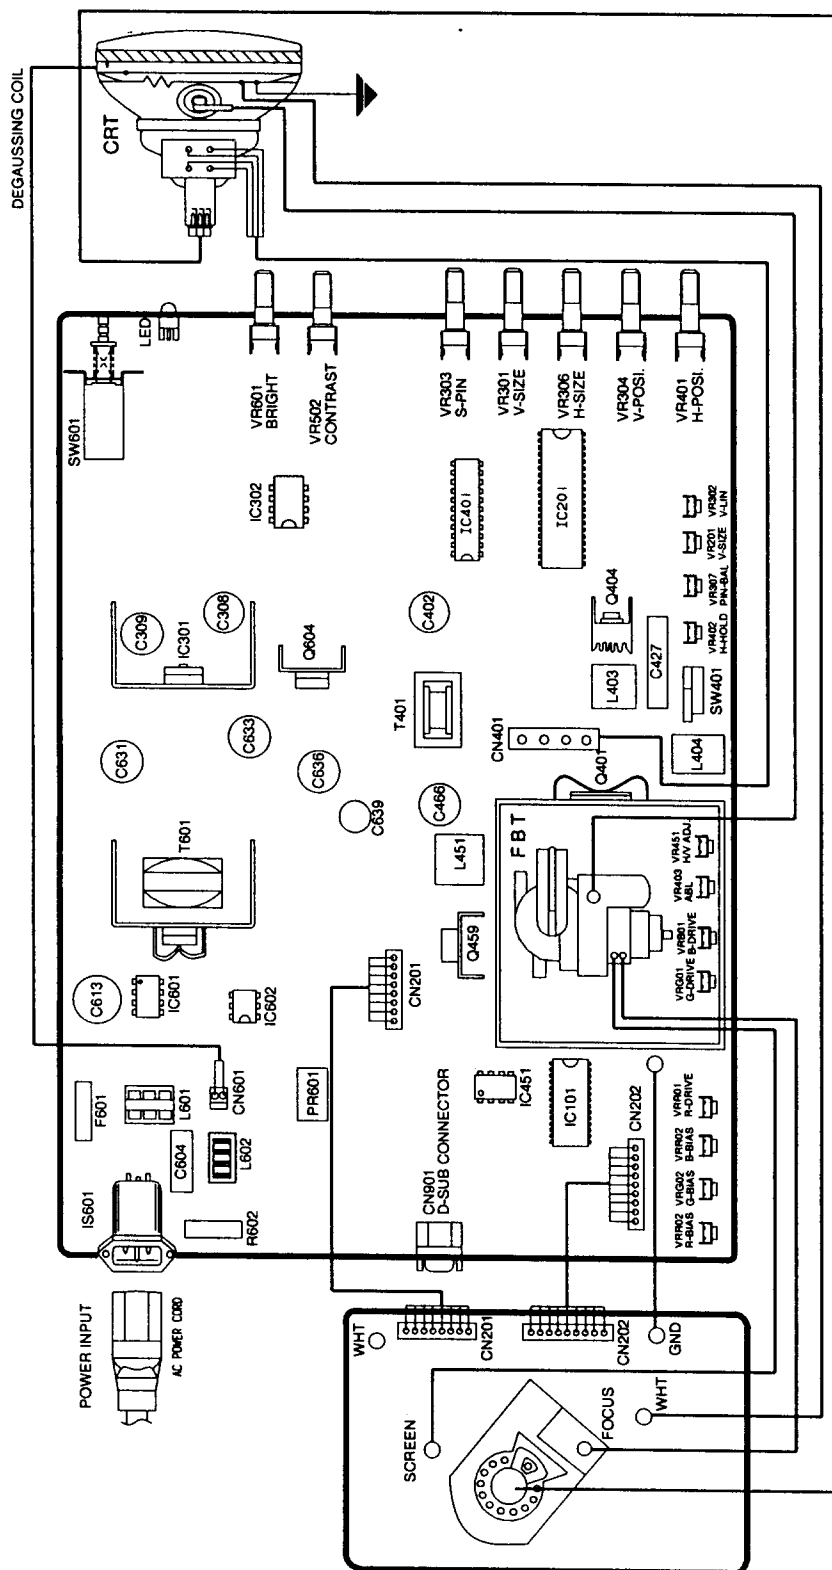 DEGAUSSING COIL
CRT
LED
SW601
VR601
BRIGHT
VR502
CONTRAST
VR303
S-PIN
VR301
V-SIZE
VR306
H-SIZE
VR304
V-POSI.
VR401
H-POSI.
IC302
IC401
IC201
VR302
V-LIN
VR201
V-SIZE
VR307
PIN-BAL
VR402
H-HOLD
C309
C308
IC301
Q604
C402
Q404
L403
C427
SW401
T401
CN401
L404
C631
C633
C636
C639
C466
Q401
T601
L451
FBT
VR451
H/V ADJ.
VR403
ABL
VRB01
B-DRIVE
VRG01
G-DRIVE
Q459
CN201
C613
IC601
IC602
F601
L601
CN601
PR601
IC451
IC101
CN202
VRR01
R-DRIVE
VRR02
B-BIAS
VRG02
G-BIAS
VRR02
R-BIAS
C604
L602
IS601
R602
CN901
D-SUB CONNECTOR
POWER INPUT
AC POWER CORD
WHT
CN201
CN202
GND
SCREEN
FOCUS
WHT